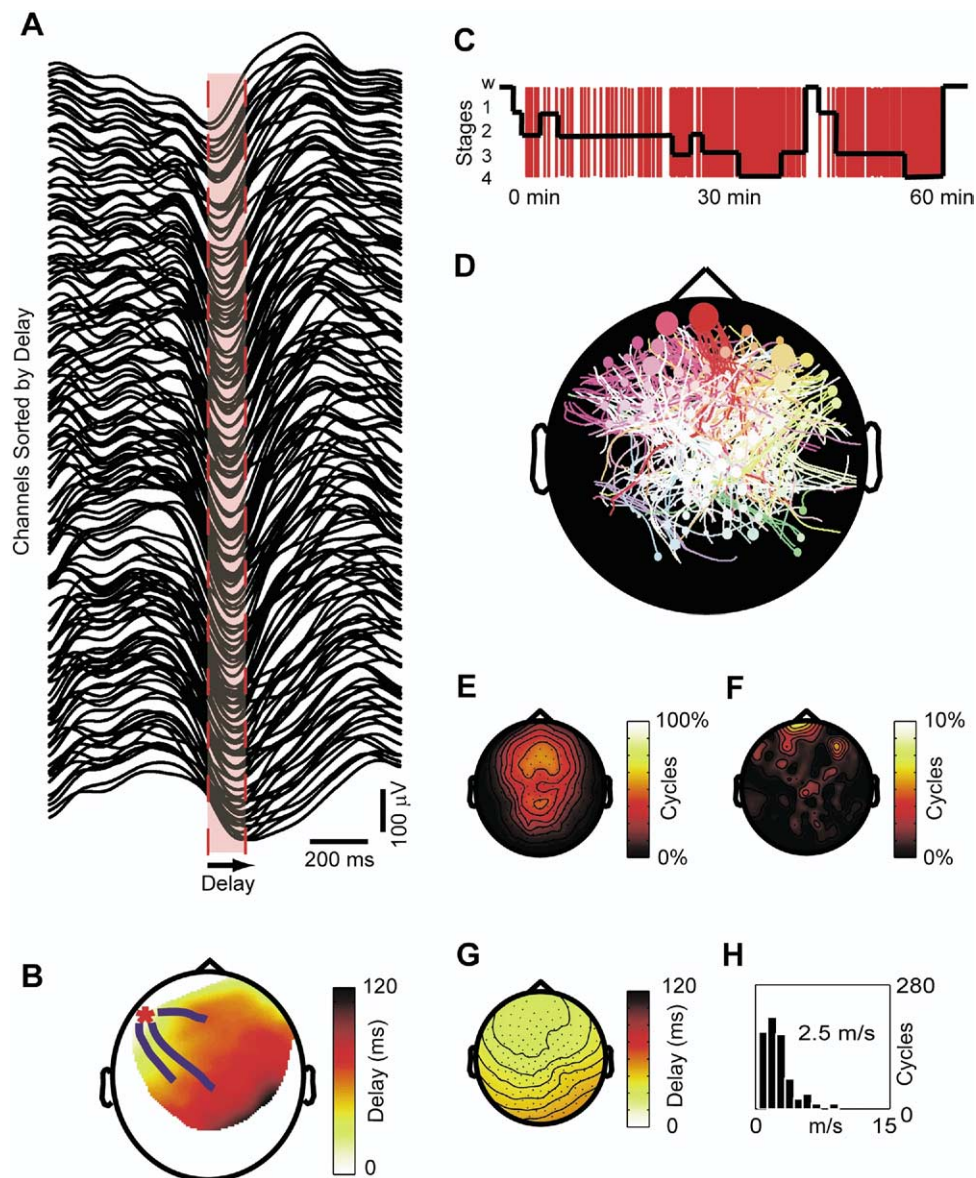 A
Channels Sorted by Delay
100 µV
200 ms
Delay
B
120
Delay (ms)
0
C
Stages
w
1
2
3
4
0 min 30 min 60 min
D
E
100%
Cycles
0%
F
10%
Cycles
0%
G
120
Delay (ms)
0
H
280
2.5 m/s
Cycles
0
0 m/s 15